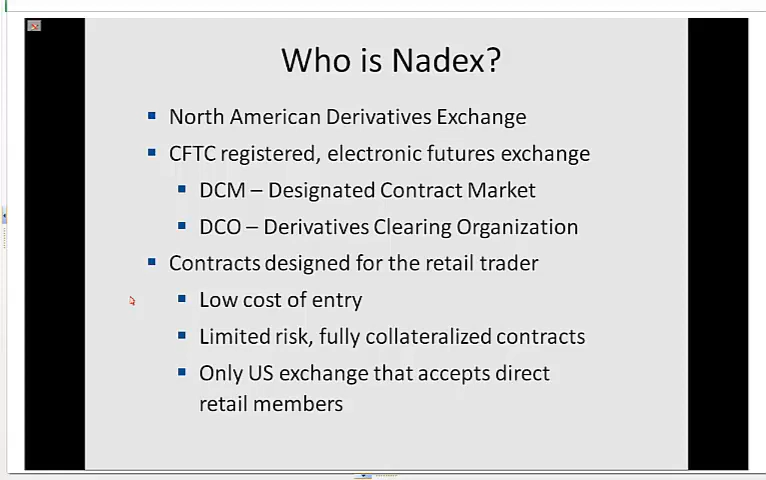 Who is Nadex?
North American Derivatives Exchange
CFTC registered, electronic futures exchange
DCM – Designated Contract Market
DCO – Derivatives Clearing Organization
Contracts designed for the retail trader
Low cost of entry
Limited risk, fully collateralized contracts
Only US exchange that accepts direct
retail members